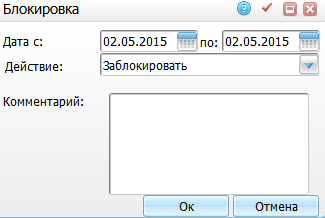 Блокировка
Дата с: 02.05.2015 по: 02.05.2015
Действие: Заблокировать
Комментарий:
Ок Отмена